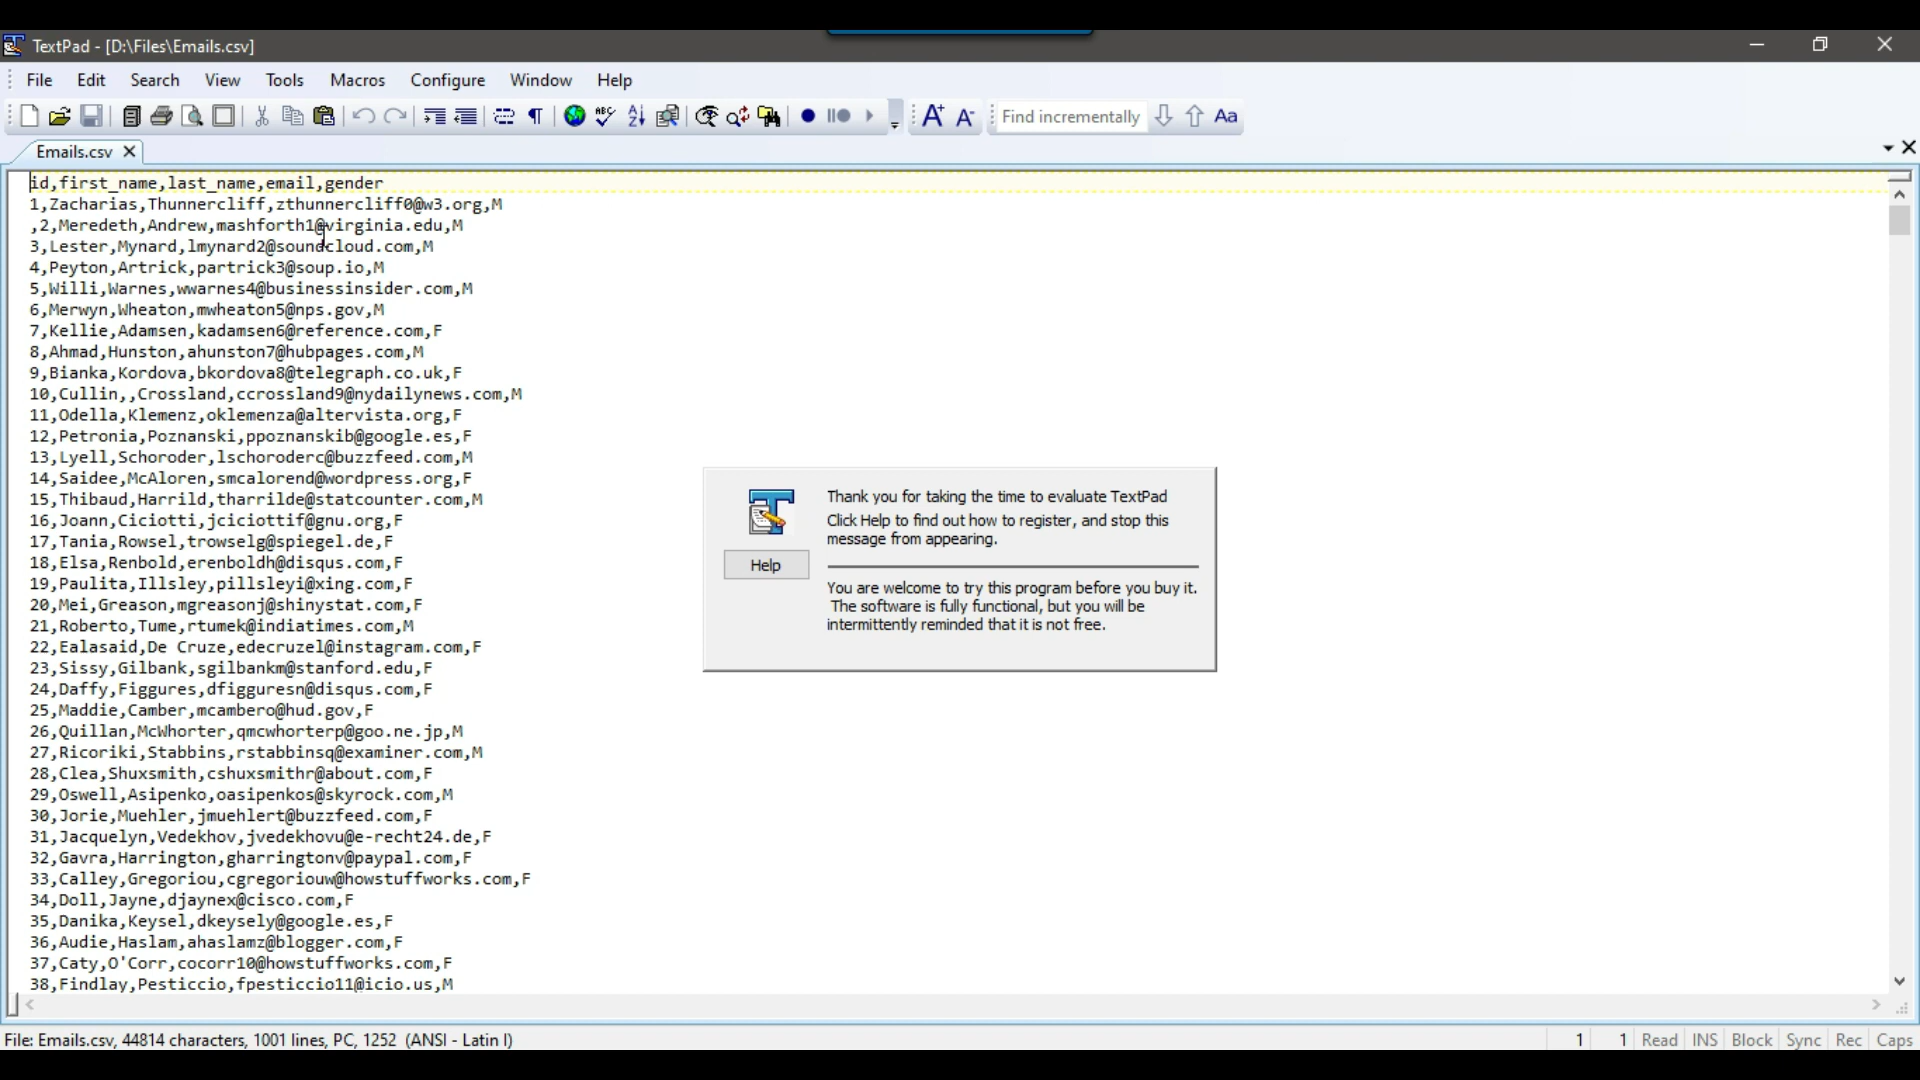 TextPad - [D:\Files\Emails.csv]
File Edit Search View Tools Macros Configure Window Help
Find incrementally Aa
Emails.csv
id,first_name,last_name,email,gender
1,Zacharias,Thunnercliff,zthunnercliff0@w3.org,M
,2,Meredeth,Andrew,mashforth1@virginia.edu,M
3,Lester,Mynard,lmynard2@soundcloud.com,M
4,Peyton,Artrick,partrick3@soup.io,M
5,Willi,Warnes,wwarnes4@businessinsider.com,M
6,Merwyn,Wheaton,mwheaton5@nps.gov,M
7,Kellie,Adamsen,kadamsen6@reference.com,F
8,Ahmad,Hunston,ahunston7@hubpages.com,M
9,Bianka,Kordova,bkordova8@telegraph.co.uk,F
10,Cullin,,Crossland,ccrossland9@nydailynews.com,M
11,Odella,Klemenz,oklemenza@altervista.org,F
12,Petronia,Poznanski,ppoznanskib@google.es,F
13,Lyell,Schoroder,lschoroderc@buzzfeed.com,M
14,Saidee,McAloren,smcalorend@wordpress.org,F
15,Thibaud,Harrild,tharrilde@statcounter.com,M
16,Joann,Ciciotti,jciciottif@gnu.org,F
17,Tania,Rowsel,trowselg@spiegel.de,F
18,Elsa,Renbold,erenboldh@disqus.com,F
19,Paulita,Illsley,pillsleyi@xing.com,F
20,Mei,Greason,mgreasonj@shinystat.com,F
21,Roberto,Tume,rtumek@indiatimes.com,M
22,Ealasaid,De Cruze,edecruzel@instagram.com,F
23,Sissy,Gilbank,sgilbankm@stanford.edu,F
24,Daffy,Figgures,dfigguresn@disqus.com,F
25,Maddie,Camber,mcambero@hud.gov,F
26,Quillan,McWhorter,qmcwhorterp@goo.ne.jp,M
27,Ricoriki,Stabbins,rstabbinsq@examiner.com,M
28,Clea,Shuxsmith,cshuxsmithr@about.com,F
29,Oswell,Asipenko,oasipenkos@skyrock.com,M
30,Jorie,Muehler,jmuehlert@buzzfeed.com,F
31,Jacquelyn,Vedekhov,jvedekhovu@e-recht24.de,F
32,Gavra,Harrington,gharringtonv@paypal.com,F
33,Calley,Gregoriou,cgregoriouw@howstuffworks.com,F
34,Doll,Jayne,djaynex@cisco.com,F
35,Danika,Keysel,dkeysely@google.es,F
36,Audie,Haslam,ahaslamz@blogger.com,F
37,Caty,O'Corr,cocorr10@howstuffworks.com,F
38,Findlay,Pesticcio,fpesticcio11@icio.us,M
Thank you for taking the time to evaluate TextPad
Click Help to find out how to register, and stop this
message from appearing.
Help
You are welcome to try this program before you buy it.
The software is fully functional, but you will be
intermittently reminded that it is not free.
File: Emails.csv, 44814 characters, 1001 lines, PC, 1252 (ANSI - Latin I) 1 1 Read INS Block Sync Rec Caps